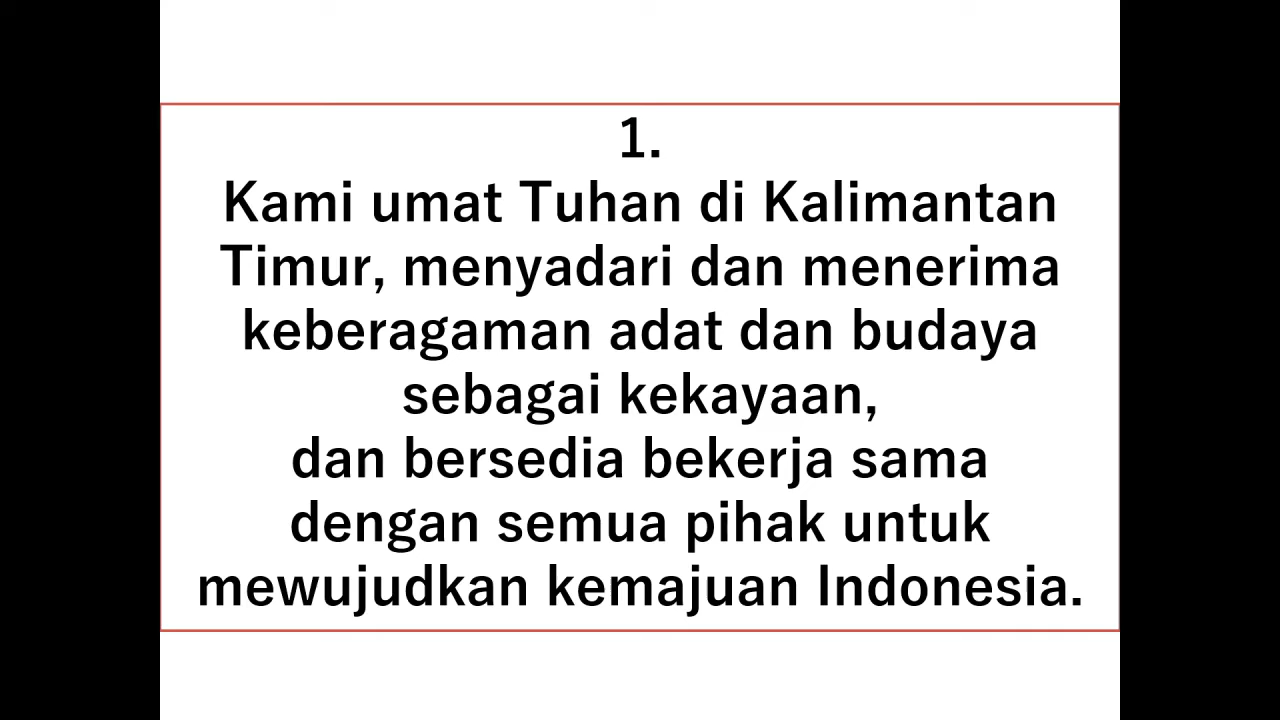 1.
Kami umat Tuhan di Kalimantan
Timur, menyadari dan menerima
keberagaman adat dan budaya
sebagai kekayaan,
dan bersedia bekerja sama
dengan semua pihak untuk
mewujudkan kemajuan Indonesia.